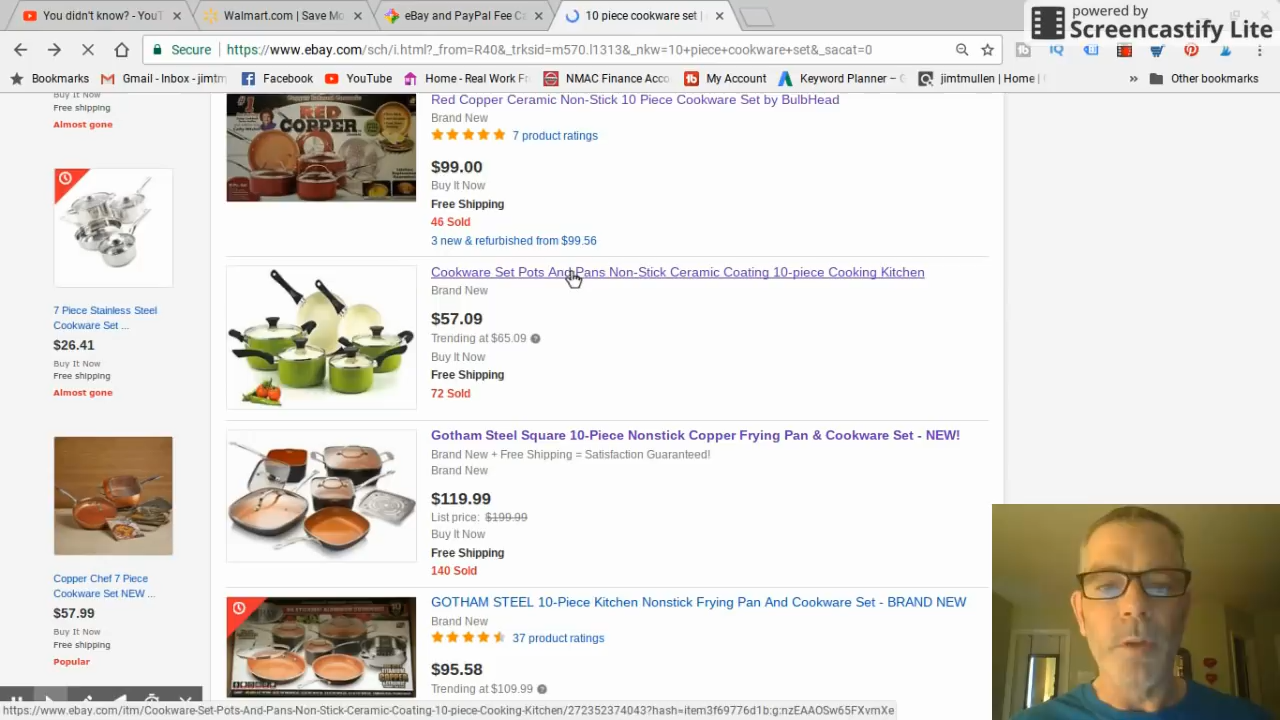 You didn't know? - YouT
Walmart.com | Save Mo
eBay and PayPal Fee Ca
10 piece cookware set |
powered by
Screencastify Lite
Secure
https://www.ebay.com/sch/i.html?_from=R40&_trksid=m570.l1313&_nkw=10+piece+cookware+set&_sacat=0
Bookmarks
Gmail - Inbox - jimtm
Facebook
YouTube
Home - Real Work Fr
NMAC Finance Acco
My Account
Keyword Planner –
jimtmullen | Home |
Other bookmarks
Buy It Now
Free shipping
Almost gone
7 Piece Stainless Steel
Cookware Set ...
$26.41
Buy It Now
Free shipping
Almost gone
Copper Chef 7 Piece
Cookware Set NEW ...
$57.99
Buy It Now
Free shipping
Popular
RED
COPPER
Red Copper Ceramic Non-Stick 10 Piece Cookware Set by BulbHead
Brand New
7 product ratings
$99.00
Buy It Now
Free Shipping
46 Sold
3 new & refurbished from $99.56
Cookware Set Pots And Pans Non-Stick Ceramic Coating 10-piece Cooking Kitchen
Brand New
$57.09
Trending at $65.09
Buy It Now
Free Shipping
72 Sold
Gotham Steel Square 10-Piece Nonstick Copper Frying Pan & Cookware Set - NEW!
Brand New + Free Shipping = Satisfaction Guaranteed!
Brand New
$119.99
List price: $199.99
Buy It Now
Free Shipping
140 Sold
GOTHAM STEEL 10-Piece Kitchen Nonstick Frying Pan And Cookware Set - BRAND NEW
Brand New
37 product ratings
$95.58
Trending at $109.99
https://www.ebay.com/itm/Cookware-Set-Pots-And-Pans-Non-Stick-Ceramic-Coating-10-piece-Cooking-Kitchen/272352374043?hash=item3f69776d1b:g:nzEAAOSw65FXvmXe